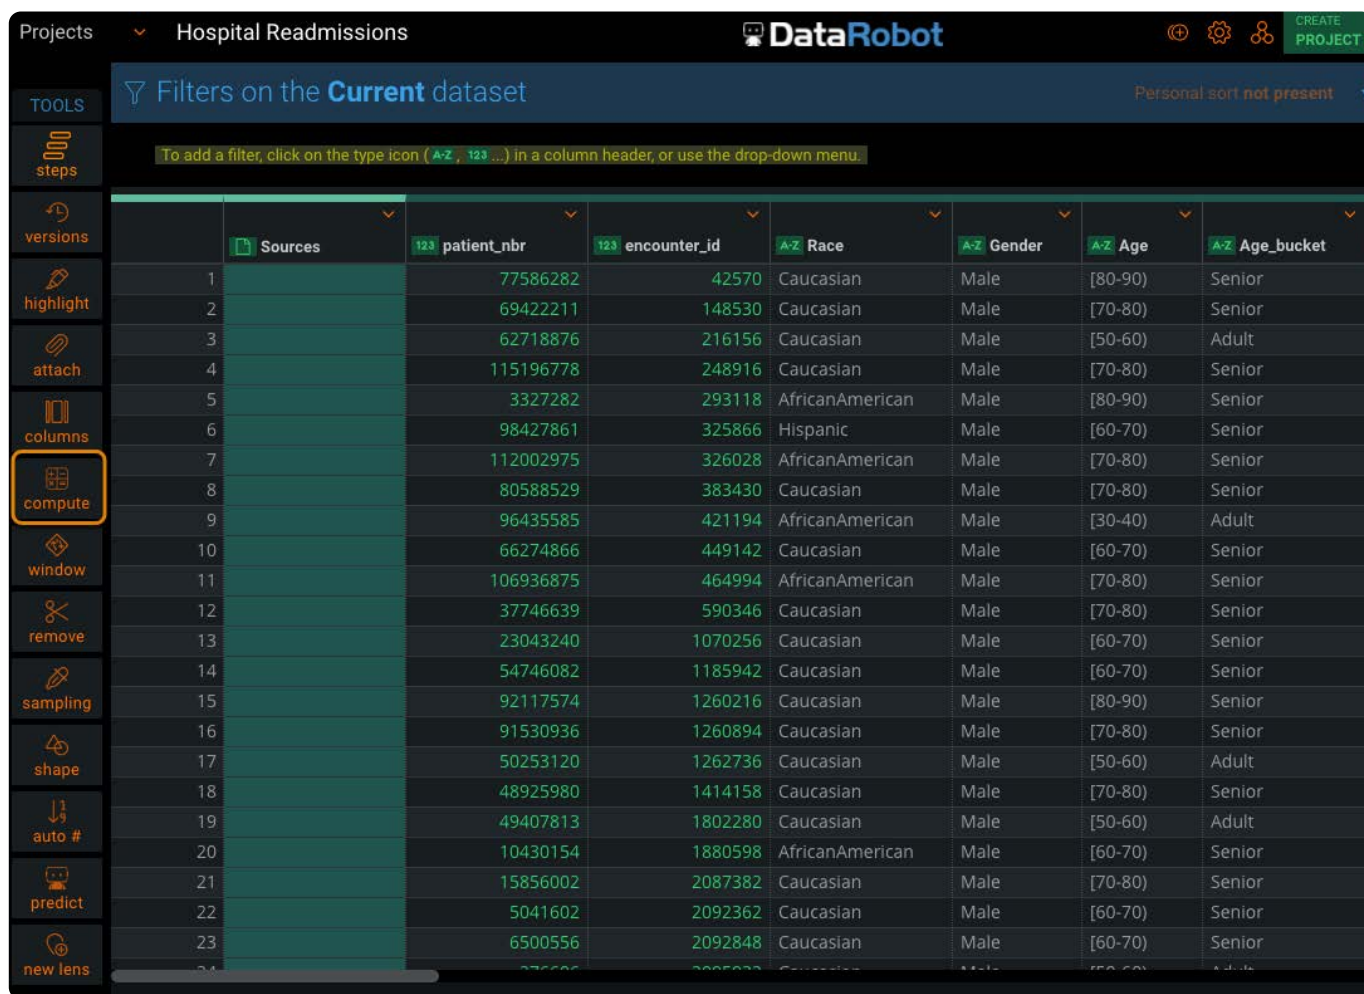 Projects Hospital Readmissions DataRobot CREATE PROJECT
TOOLS Filters on the Current dataset Personal sort not present
steps To add a filter, click on the type icon ( A-Z , 123 ...) in a column header, or use the drop-down menu.
versions
Sources 123 patient_nbr 123 encounter_id A-Z Race A-Z Gender A-Z Age A-Z Age_bucket
1 77586282 42570 Caucasian Male [80-90) Senior
highlight
2 69422211 148530 Caucasian Male [70-80) Senior
3 62718876 216156 Caucasian Male [50-60) Adult
attach
4 115196778 248916 Caucasian Male [70-80) Senior
5 3327282 293118 AfricanAmerican Male [80-90) Senior
columns
6 98427861 325866 Hispanic Male [60-70) Senior
7 112002975 326028 AfricanAmerican Male [70-80) Senior
8 80588529 383430 Caucasian Male [70-80) Senior
compute
9 96435585 421194 AfricanAmerican Male [30-40) Adult
10 66274866 449142 Caucasian Male [60-70) Senior
window
11 106936875 464994 AfricanAmerican Male [70-80) Senior
12 37746639 590346 Caucasian Male [70-80) Senior
remove
13 23043240 1070256 Caucasian Male [60-70) Senior
14 54746082 1185942 Caucasian Male [60-70) Senior
sampling
15 92117574 1260216 Caucasian Male [80-90) Senior
16 91530936 1260894 Caucasian Male [70-80) Senior
17 50253120 1262736 Caucasian Male [50-60) Adult
shape
18 48925980 1414158 Caucasian Male [70-80) Senior
19 49407813 1802280 Caucasian Male [50-60) Adult
auto #
20 10430154 1880598 AfricanAmerican Male [60-70) Senior
21 15856002 2087382 Caucasian Male [70-80) Senior
predict
22 5041602 2092362 Caucasian Male [60-70) Senior
23 6500556 2092848 Caucasian Male [60-70) Senior
new lens